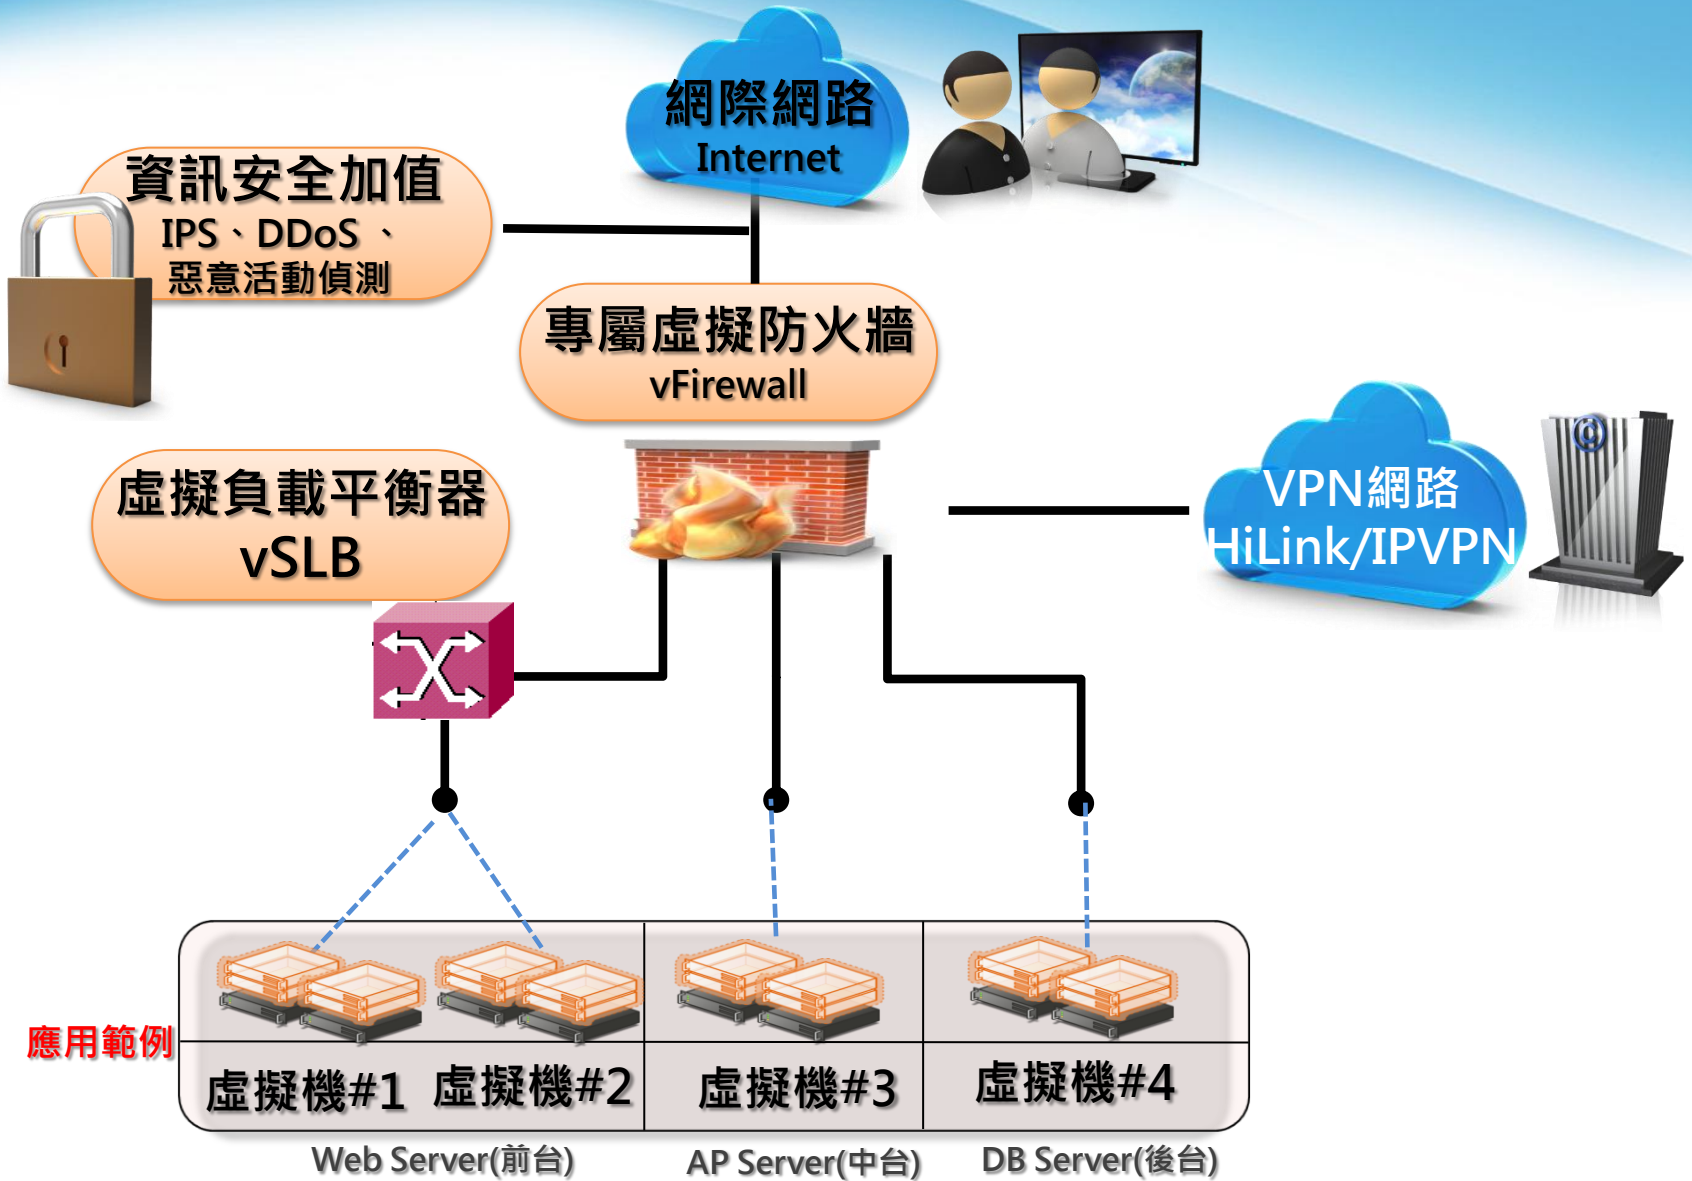 網際網路
Internet
資訊安全加值
IPS、DDoS 、
惡意活動偵測
專屬虛擬防火牆
vFirewall
虛擬負載平衡器
vSLB
VPN網路
HiLink/IPVPN
應用範例
虛擬機#1
虛擬機#2
虛擬機#3
虛擬機#4
Web Server(前台)
AP Server(中台)
DB Server(後台)